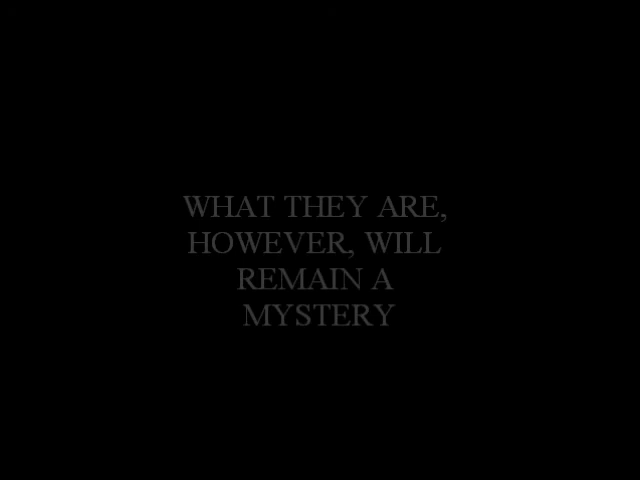 WHAT THEY ARE,
HOWEVER, WILL
REMAIN A
MYSTERY